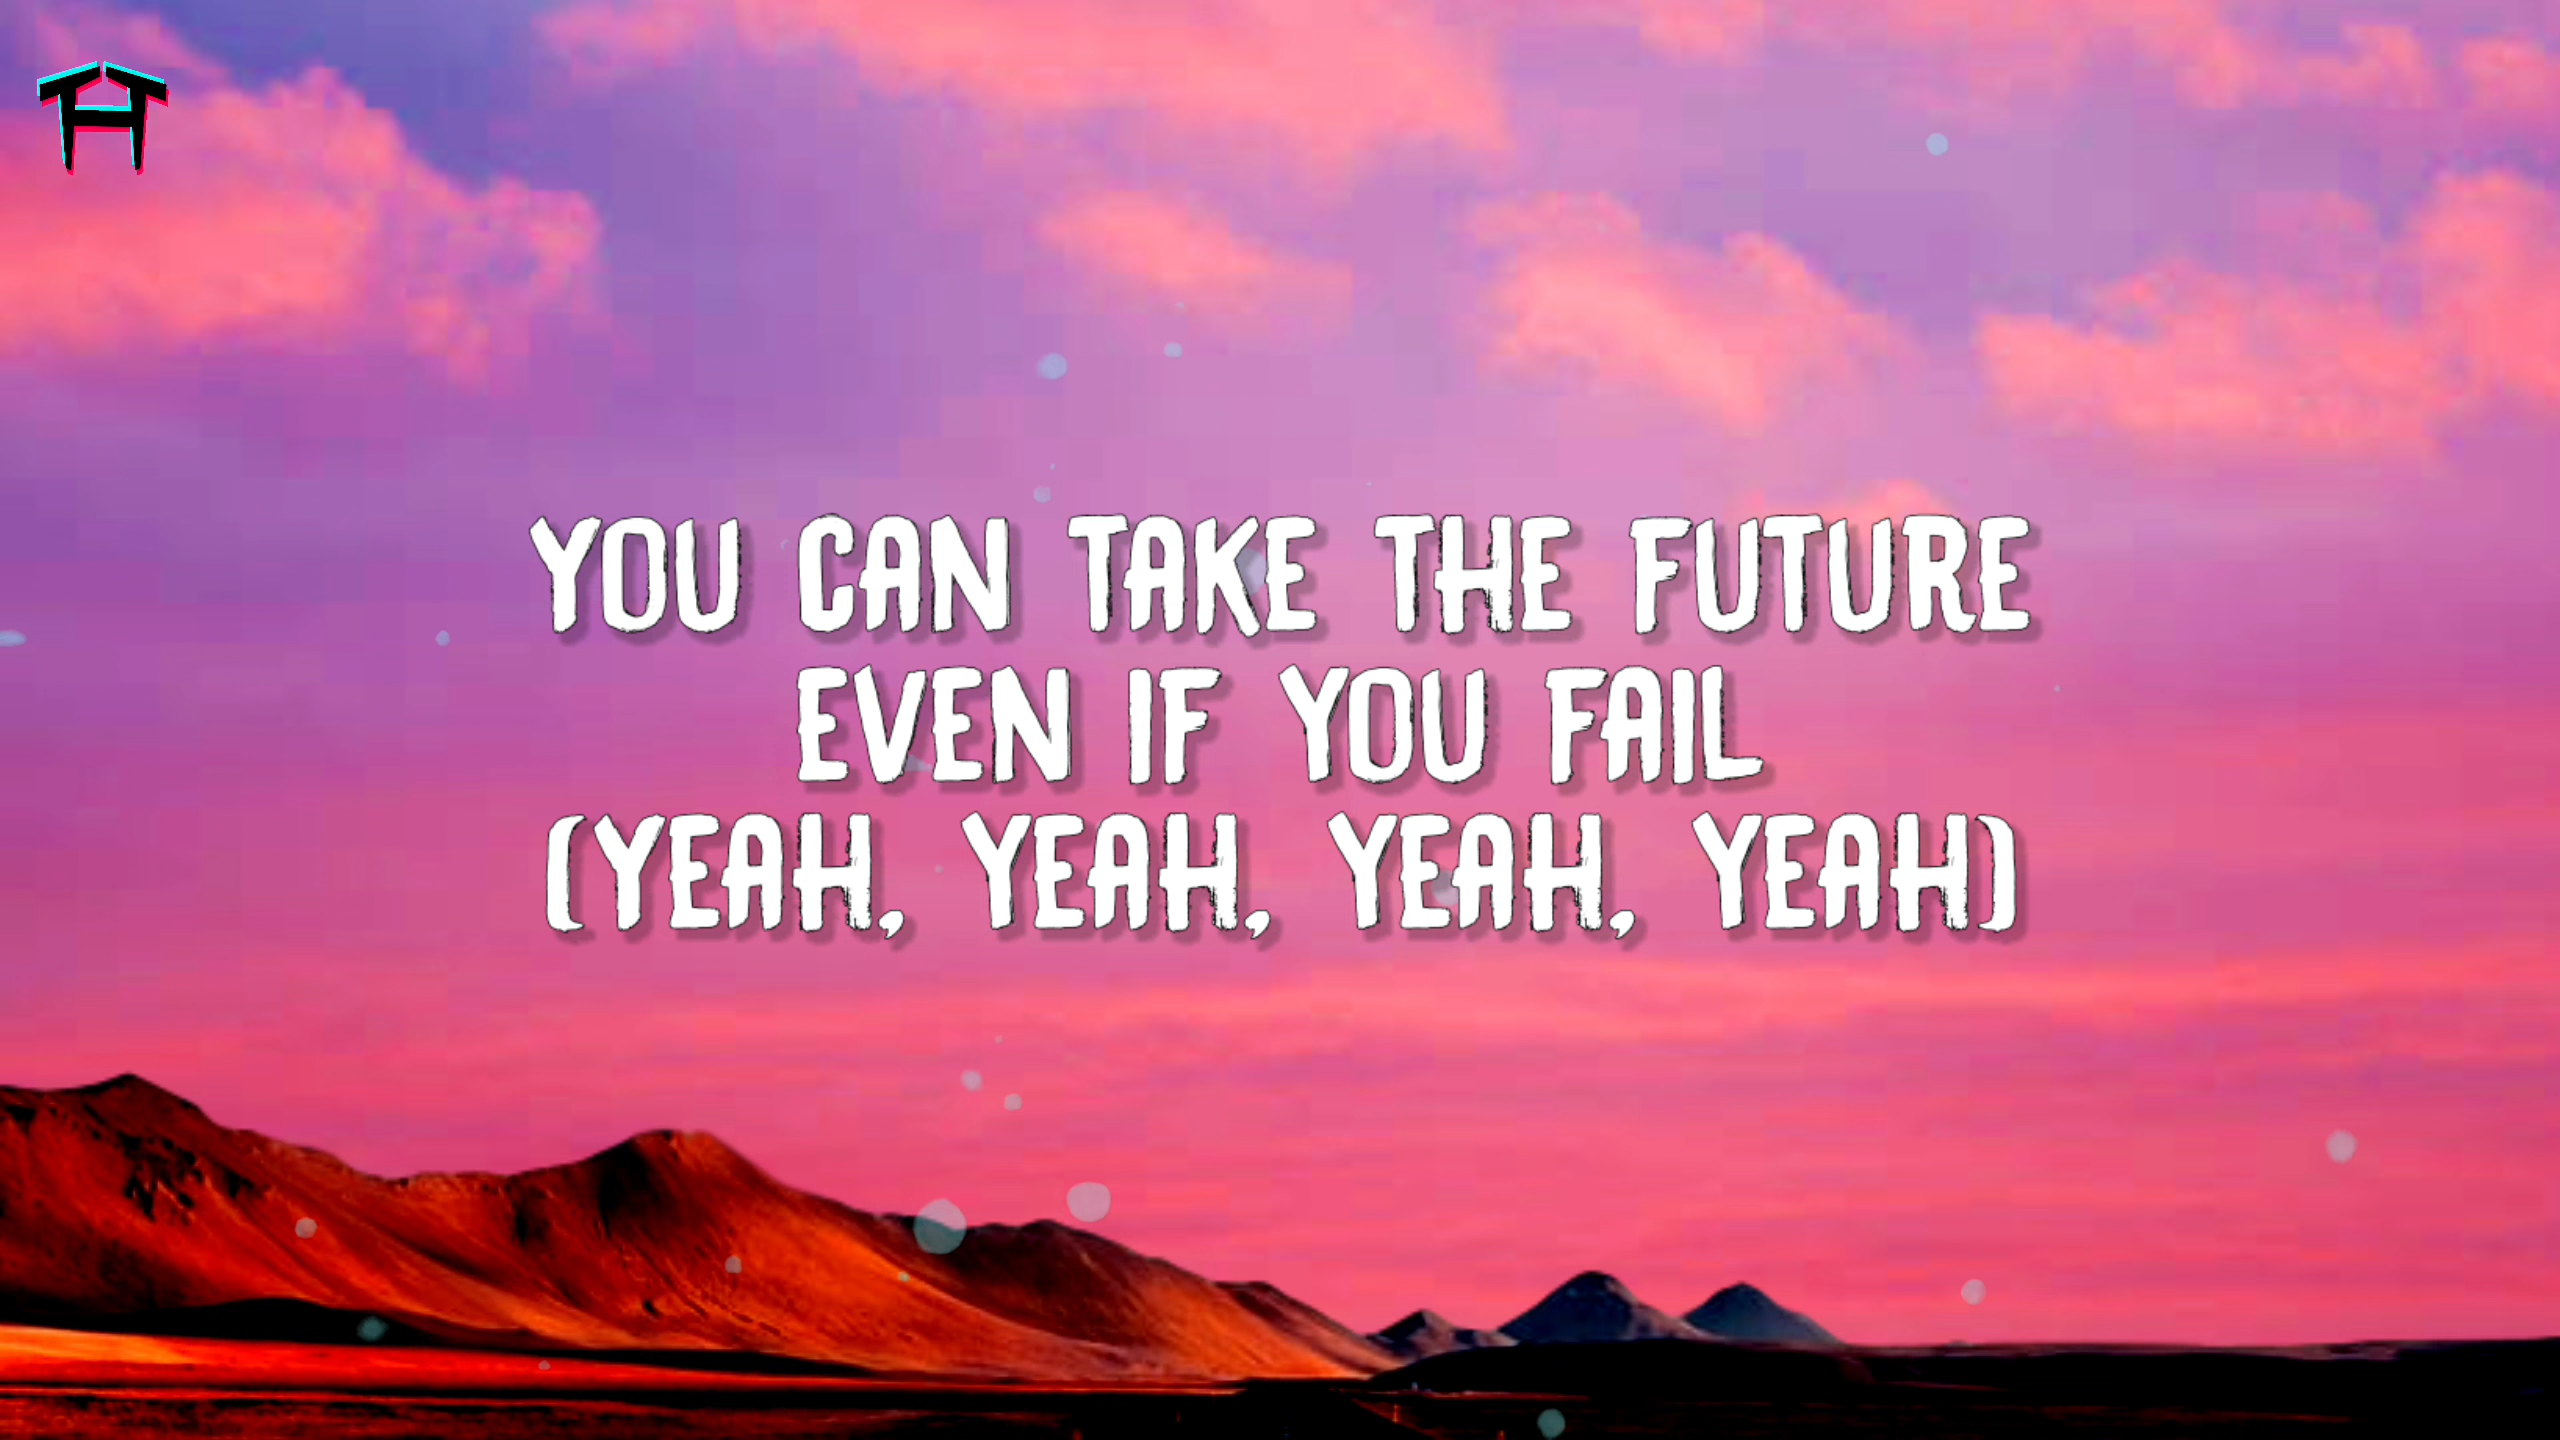 YOU CAN TAKE THE FUTURE
EVEN IF YOU FAIL
(YEAH, YEAH, YEAH, YEAH)